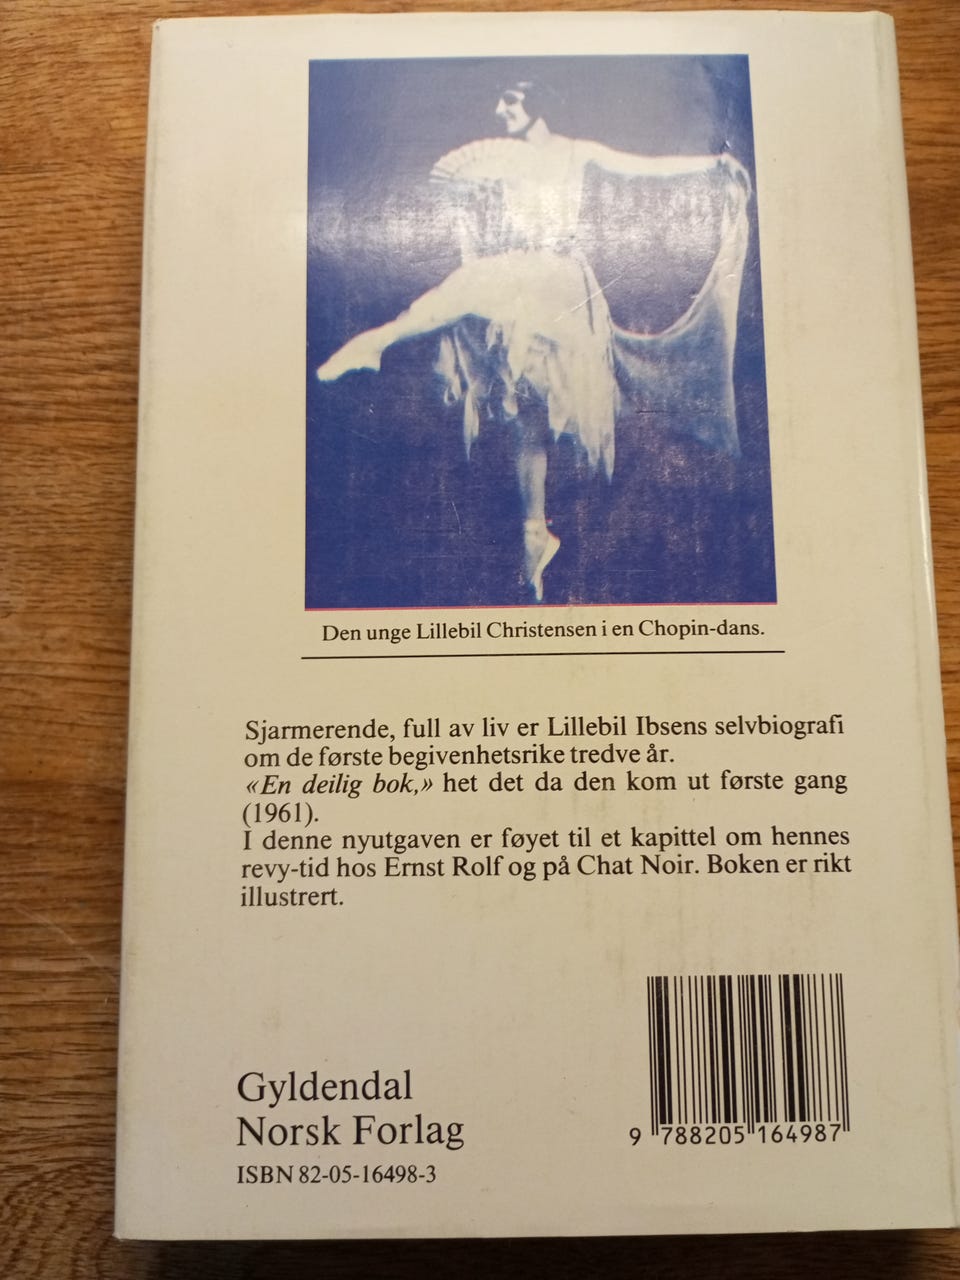 Den unge Lillebil Christensen i en Chopin-dans.
Sjarmerende, full av liv er Lillebil Ibsens selvbiografi
om de første begivenhetsrike tredve år.
«En deilig bok,» het det da den kom ut første gang
(1961).
I denne nyutgaven er føyet til et kapittel om hennes
revy-tid hos Ernst Rolf og på Chat Noir. Boken er rikt
illustrert.
Gyldendal
Norsk Forlag
ISBN 82-05-16498-3
9 788205 164987